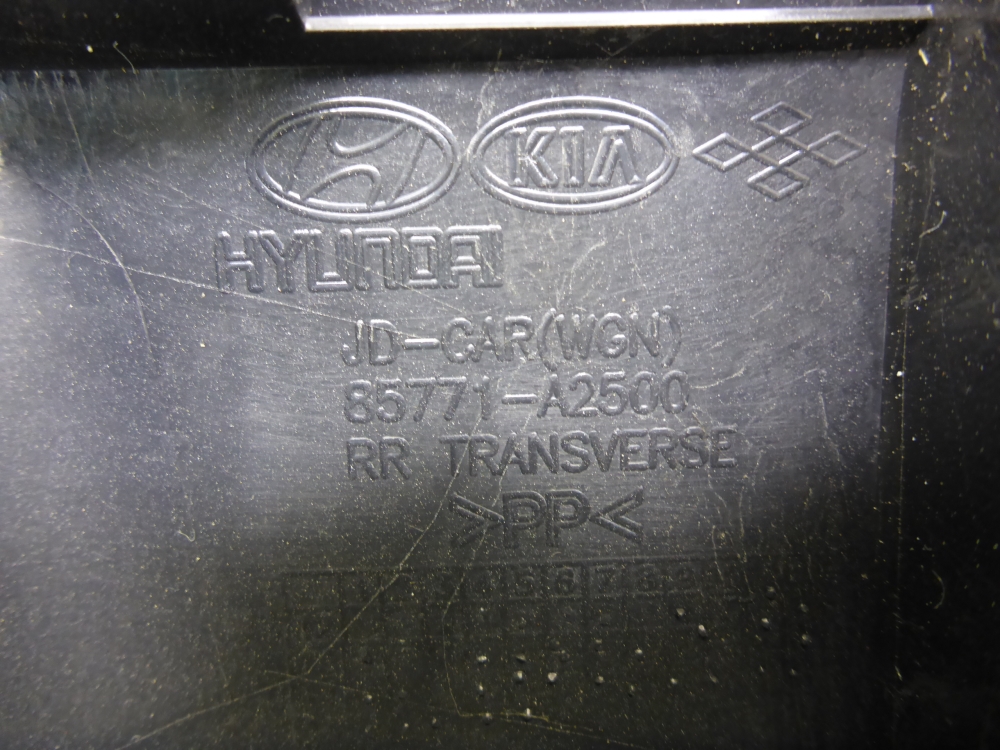 KIA
HYUNDAI
JD-CAR(WGN)
85771-A2500
RR TRANSVERSE
>PP<